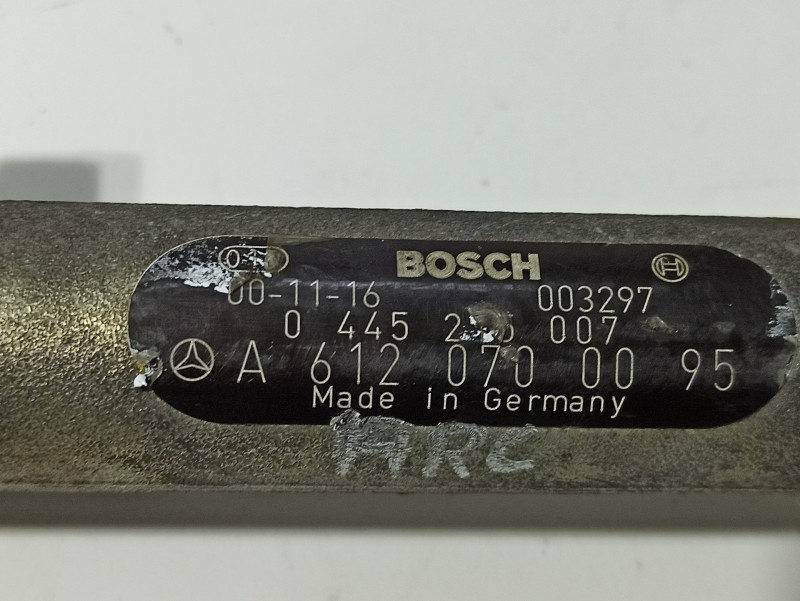 BOSCH
00-11-16 003297
0 445 007
A 612 070 00 95
Made in Germany
ARC